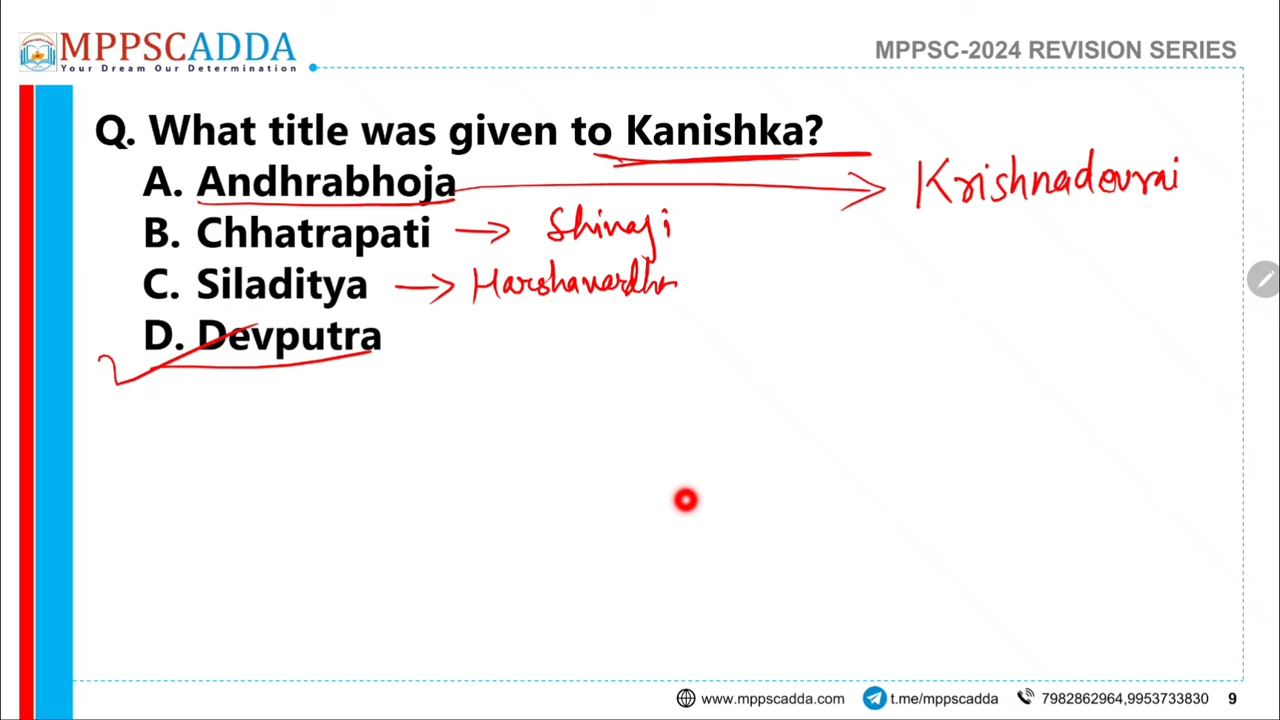 MPPSCADDA
Your Dream Our Determination
MPPSC-2024 REVISION SERIES
Q. What title was given to Kanishka?
A. Andhrabhoja → Krishnadevrai
B. Chhatrapati → Shivaji
C. Siladitya → Harshavardh
D. Devputra
www.mppscadda.com t.me/mppscadda 7982862964,9953733830 9